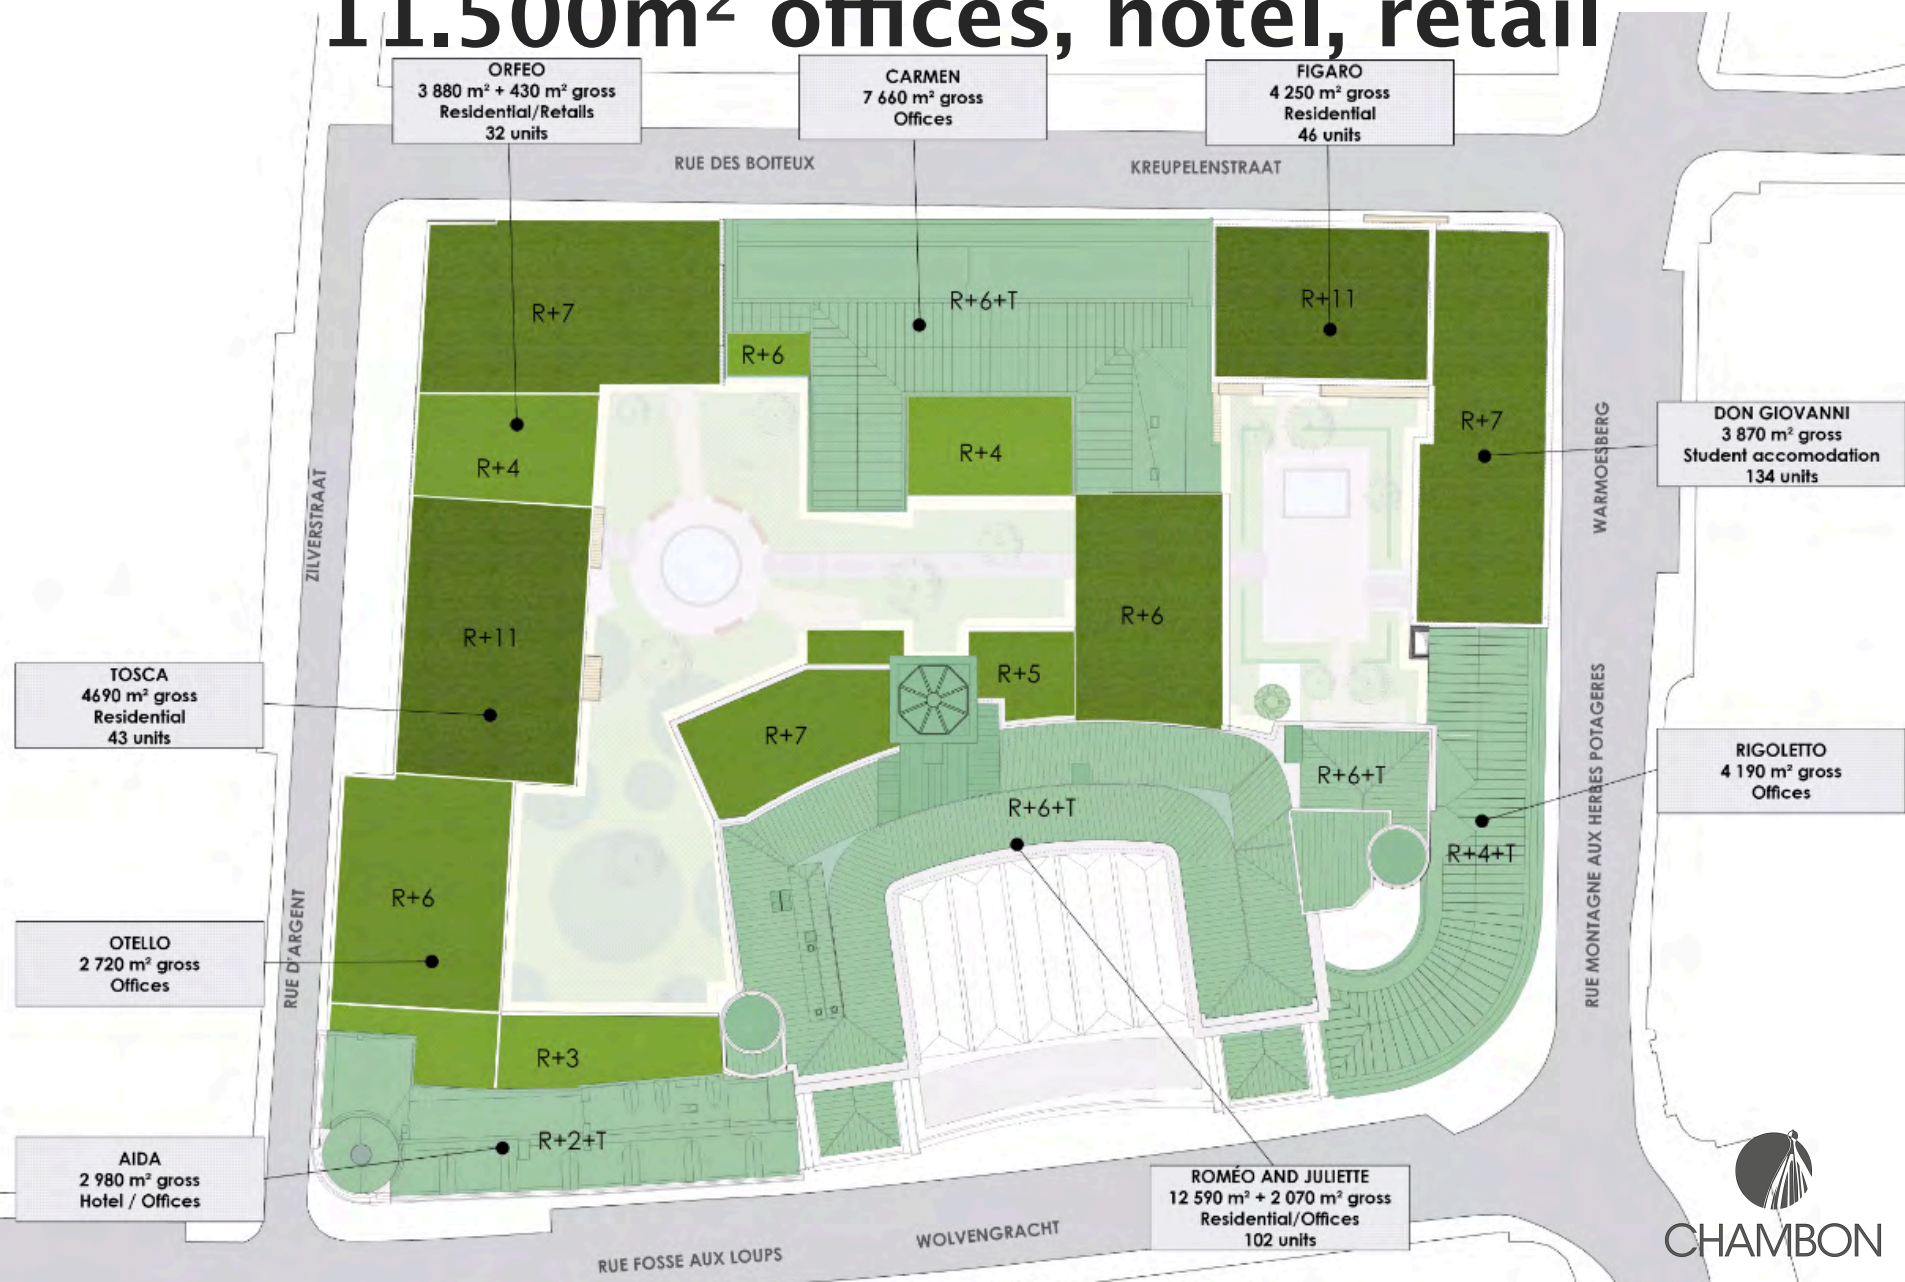 11.500m² offices, hotel, retail
ORFEO
3 880 m² + 430 m² gross
Residential/Retails
32 units
CARMEN
7 660 m² gross
Offices
FIGARO
4 250 m² gross
Residential
46 units
RUE DES BOITEUX
KREUPELENSTRAAT
R+7
R+6+T
R+11
R+6
R+7
R+4
R+4
DON GIOVANNI
3 870 m² gross
Student accomodation
134 units
ZILVERSTRAAT
WARMOESBERG
R+11
R+6
R+5
R+7
TOSCA
4690 m² gross
Residential
43 units
R+6+T
R+6+T
R+4+T
RIGOLETTO
4 190 m² gross
Offices
RUE MONTAGNE AUX HERBES POTAGERES
R+6
OTELLO
2 720 m² gross
Offices
RUE D'ARGENT
R+3
R+2+T
AIDA
2 980 m² gross
Hotel / Offices
ROMÉO AND JULIETTE
12 590 m² + 2 070 m² gross
Residential/Offices
102 units
RUE FOSSE AUX LOUPS
WOLVENGRACHT
CHAMBON